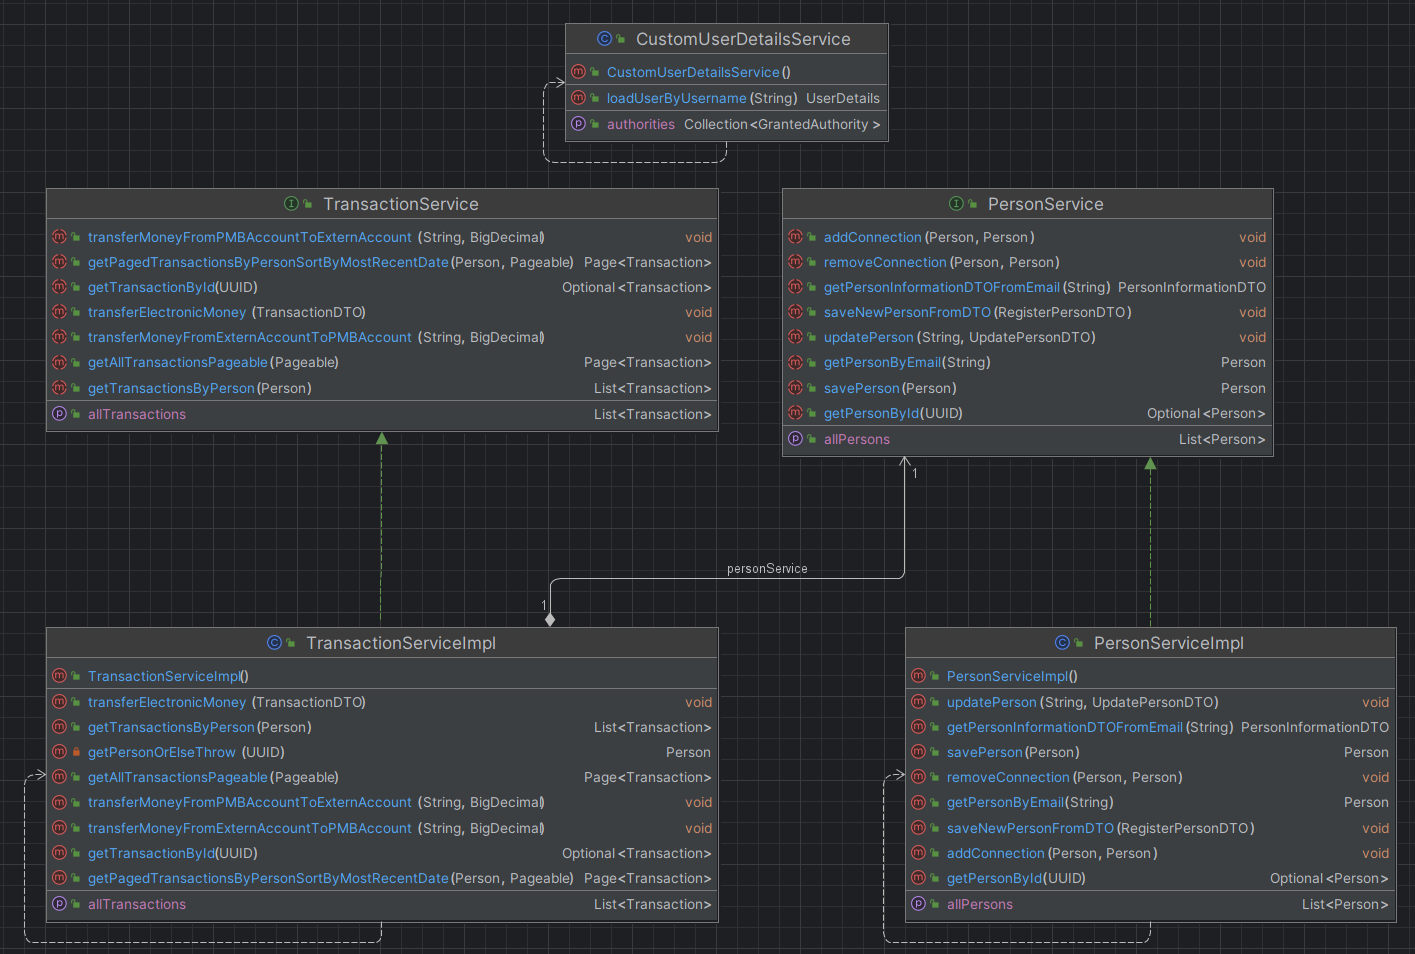 CustomUserDetailsService
CustomUserDetailsService()
loadUserByUsername(String) UserDetails
authorities Collection<GrantedAuthority>
TransactionService
transferMoneyFromPMBAccountToExternAccount (String, BigDecimal) void
getPagedTransactionsByPersonSortByMostRecentDate(Person, Pageable) Page<Transaction>
getTransactionById(UUID) Optional<Transaction>
transferElectronicMoney (TransactionDTO) void
transferMoneyFromExternAccountToPMBAccount (String, BigDecimal) void
getAllTransactionsPageable(Pageable) Page<Transaction>
getTransactionsByPerson(Person) List<Transaction>
allTransactions List<Transaction>
PersonService
addConnection(Person, Person) void
removeConnection(Person, Person) void
getPersonInformationDTOFromEmail(String) PersonInformationDTO
saveNewPersonFromDTO(RegisterPersonDTO) void
updatePerson(String, UpdatePersonDTO) void
getPersonByEmail(String) Person
savePerson(Person) Person
getPersonById(UUID) Optional<Person>
allPersons List<Person>
1
personService
1
TransactionServiceImpl
TransactionServiceImpl()
transferElectronicMoney (TransactionDTO) void
getTransactionsByPerson(Person) List<Transaction>
getPersonOrElseThrow (UUID) Person
getAllTransactionsPageable(Pageable) Page<Transaction>
transferMoneyFromPMBAccountToExternAccount (String, BigDecimal) void
transferMoneyFromExternAccountToPMBAccount (String, BigDecimal) void
getTransactionById(UUID) Optional<Transaction>
getPagedTransactionsByPersonSortByMostRecentDate(Person, Pageable) Page<Transaction>
allTransactions List<Transaction>
PersonServiceImpl
PersonServiceImpl()
updatePerson(String, UpdatePersonDTO) void
getPersonInformationDTOFromEmail(String) PersonInformationDTO
savePerson(Person) Person
removeConnection(Person, Person) void
getPersonByEmail(String) Person
saveNewPersonFromDTO(RegisterPersonDTO) void
addConnection(Person, Person) void
getPersonById(UUID) Optional<Person>
allPersons List<Person>